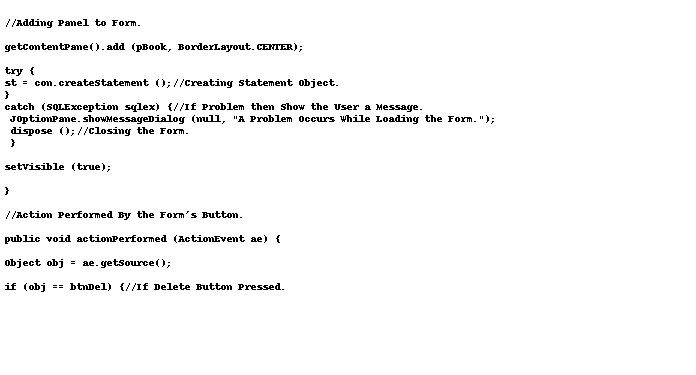 //Adding Panel to Form.
getContentPane().add (pBook, BorderLayout.CENTER);
try {
st = con.createStatement ();//Creating Statement Object.
}
catch (SQLException sqlex) {//If Problem then Show the User a Message.
JOptionPane.showMessageDialog (null, "A Problem Occurs While Loading the Form.");
dispose ();//Closing the Form.
}
setVisible (true);
}
//Action Performed By the Form's Button.
public void actionPerformed (ActionEvent ae) {
Object obj = ae.getSource();
if (obj == btnDel) {//If Delete Button Pressed.